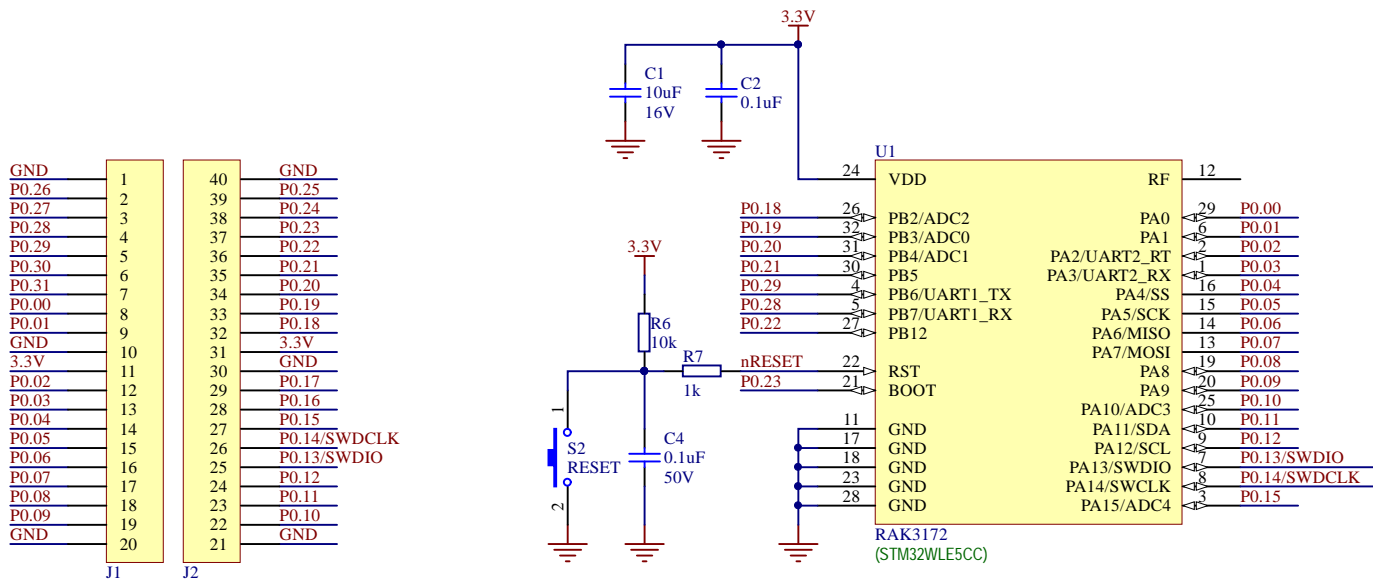 GND 1
P0.26 2
P0.27 3
P0.28 4
P0.29 5
P0.30 6
P0.31 7
P0.00 8
P0.01 9
GND 10
3.3V 11
P0.02 12
P0.03 13
P0.04 14
P0.05 15
P0.06 16
P0.07 17
P0.08 18
P0.09 19
GND 20
J1
40 GND
39 P0.25
38 P0.24
37 P0.23
36 P0.22
35 P0.21
34 P0.20
33 P0.19
32 P0.18
31 3.3V
30 GND
29 P0.17
28 P0.16
27 P0.15
26 P0.14/SWDCLK
25 P0.13/SWDIO
24 P0.12
23 P0.11
22 P0.10
21 GND
J2
3.3V
C1
10uF
16V
C2
0.1uF
3.3V
R6
10k
R7
1k
1
S2
RESET
2
C4
0.1uF
50V
U1
24 VDD
P0.18 26 PB2/ADC2
P0.19 32 PB3/ADC0
P0.20 31 PB4/ADC1
P0.21 30 PB5
P0.29 4 PB6/UART1_TX
P0.28 5 PB7/UART1_RX
P0.22 27 PB12
nRESET 22 RST
P0.23 21 BOOT
11 GND
17 GND
18 GND
23 GND
28 GND
RF 12
PA0 29 P0.00
PA1 6 P0.01
PA2/UART2_RT 2 P0.02
PA3/UART2_RX 1 P0.03
PA4/SS 16 P0.04
PA5/SCK 15 P0.05
PA6/MISO 14 P0.06
PA7/MOSI 13 P0.07
PA8 19 P0.08
PA9 20 P0.09
PA10/ADC3 25 P0.10
PA11/SDA 10 P0.11
PA12/SCL 9 P0.12
PA13/SWDIO 7 P0.13/SWDIO
PA14/SWCLK 8 P0.14/SWDCLK
PA15/ADC4 3 P0.15
RAK3172
(STM32WLE5CC)